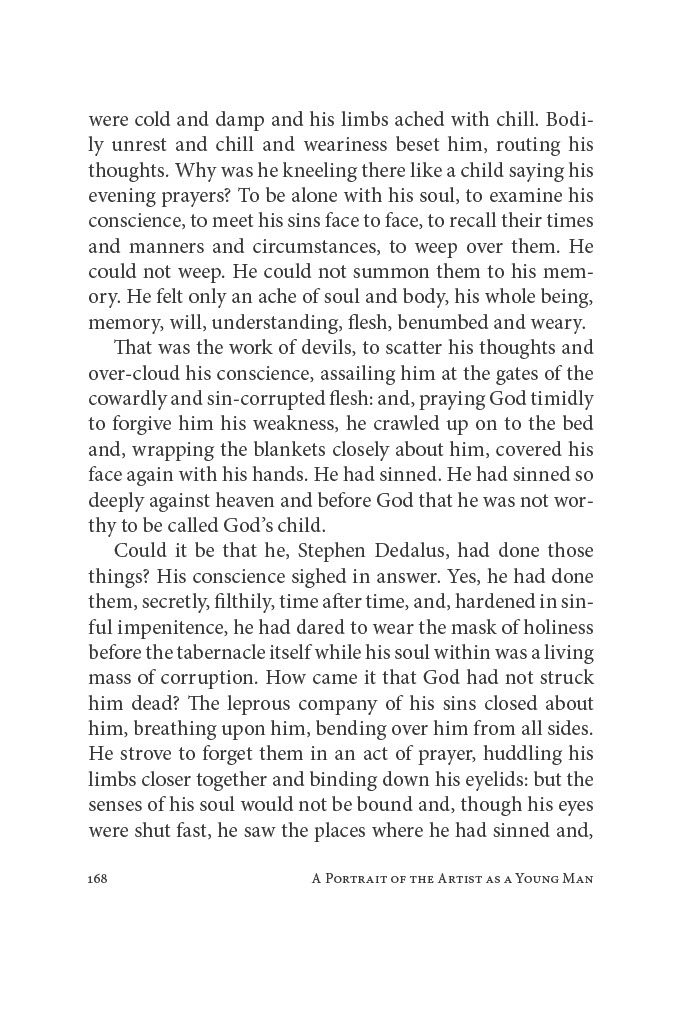 were cold and damp and his limbs ached with chill. Bodi-
ly unrest and chill and weariness beset him, routing his
thoughts. Why was he kneeling there like a child saying his
evening prayers? To be alone with his soul, to examine his
conscience, to meet his sins face to face, to recall their times
and manners and circumstances, to weep over them. He
could not weep. He could not summon them to his mem-
ory. He felt only an ache of soul and body, his whole being,
memory, will, understanding, flesh, benumbed and weary.
That was the work of devils, to scatter his thoughts and
over-cloud his conscience, assailing him at the gates of the
cowardly and sin-corrupted flesh: and, praying God timidly
to forgive him his weakness, he crawled up on to the bed
and, wrapping the blankets closely about him, covered his
face again with his hands. He had sinned. He had sinned so
deeply against heaven and before God that he was not wor-
thy to be called God’s child.
Could it be that he, Stephen Dedalus, had done those
things? His conscience sighed in answer. Yes, he had done
them, secretly, filthily, time after time, and, hardened in sin-
ful impenitence, he had dared to wear the mask of holiness
before the tabernacle itself while his soul within was a living
mass of corruption. How came it that God had not struck
him dead? The leprous company of his sins closed about
him, breathing upon him, bending over him from all sides.
He strove to forget them in an act of prayer, huddling his
limbs closer together and binding down his eyelids: but the
senses of his soul would not be bound and, though his eyes
were shut fast, he saw the places where he had sinned and,
168 A Portrait of the Artist as a Young Man